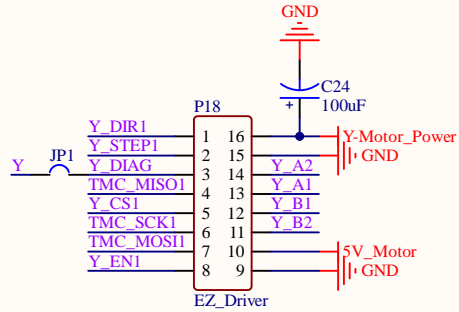 GND
C24
100uF
P18
Y_DIR1
1
16
Y-Motor_Power
Y
JP1
Y_STEP1
2
15
GND
Y_DIAG
3
14
Y_A2
TMC_MISO1
4
13
Y_A1
Y_CS1
5
12
Y_B1
TMC_SCK1
6
11
Y_B2
TMC_MOSI1
7
10
5V_Motor
Y_EN1
8
9
GND
EZ_Driver
+